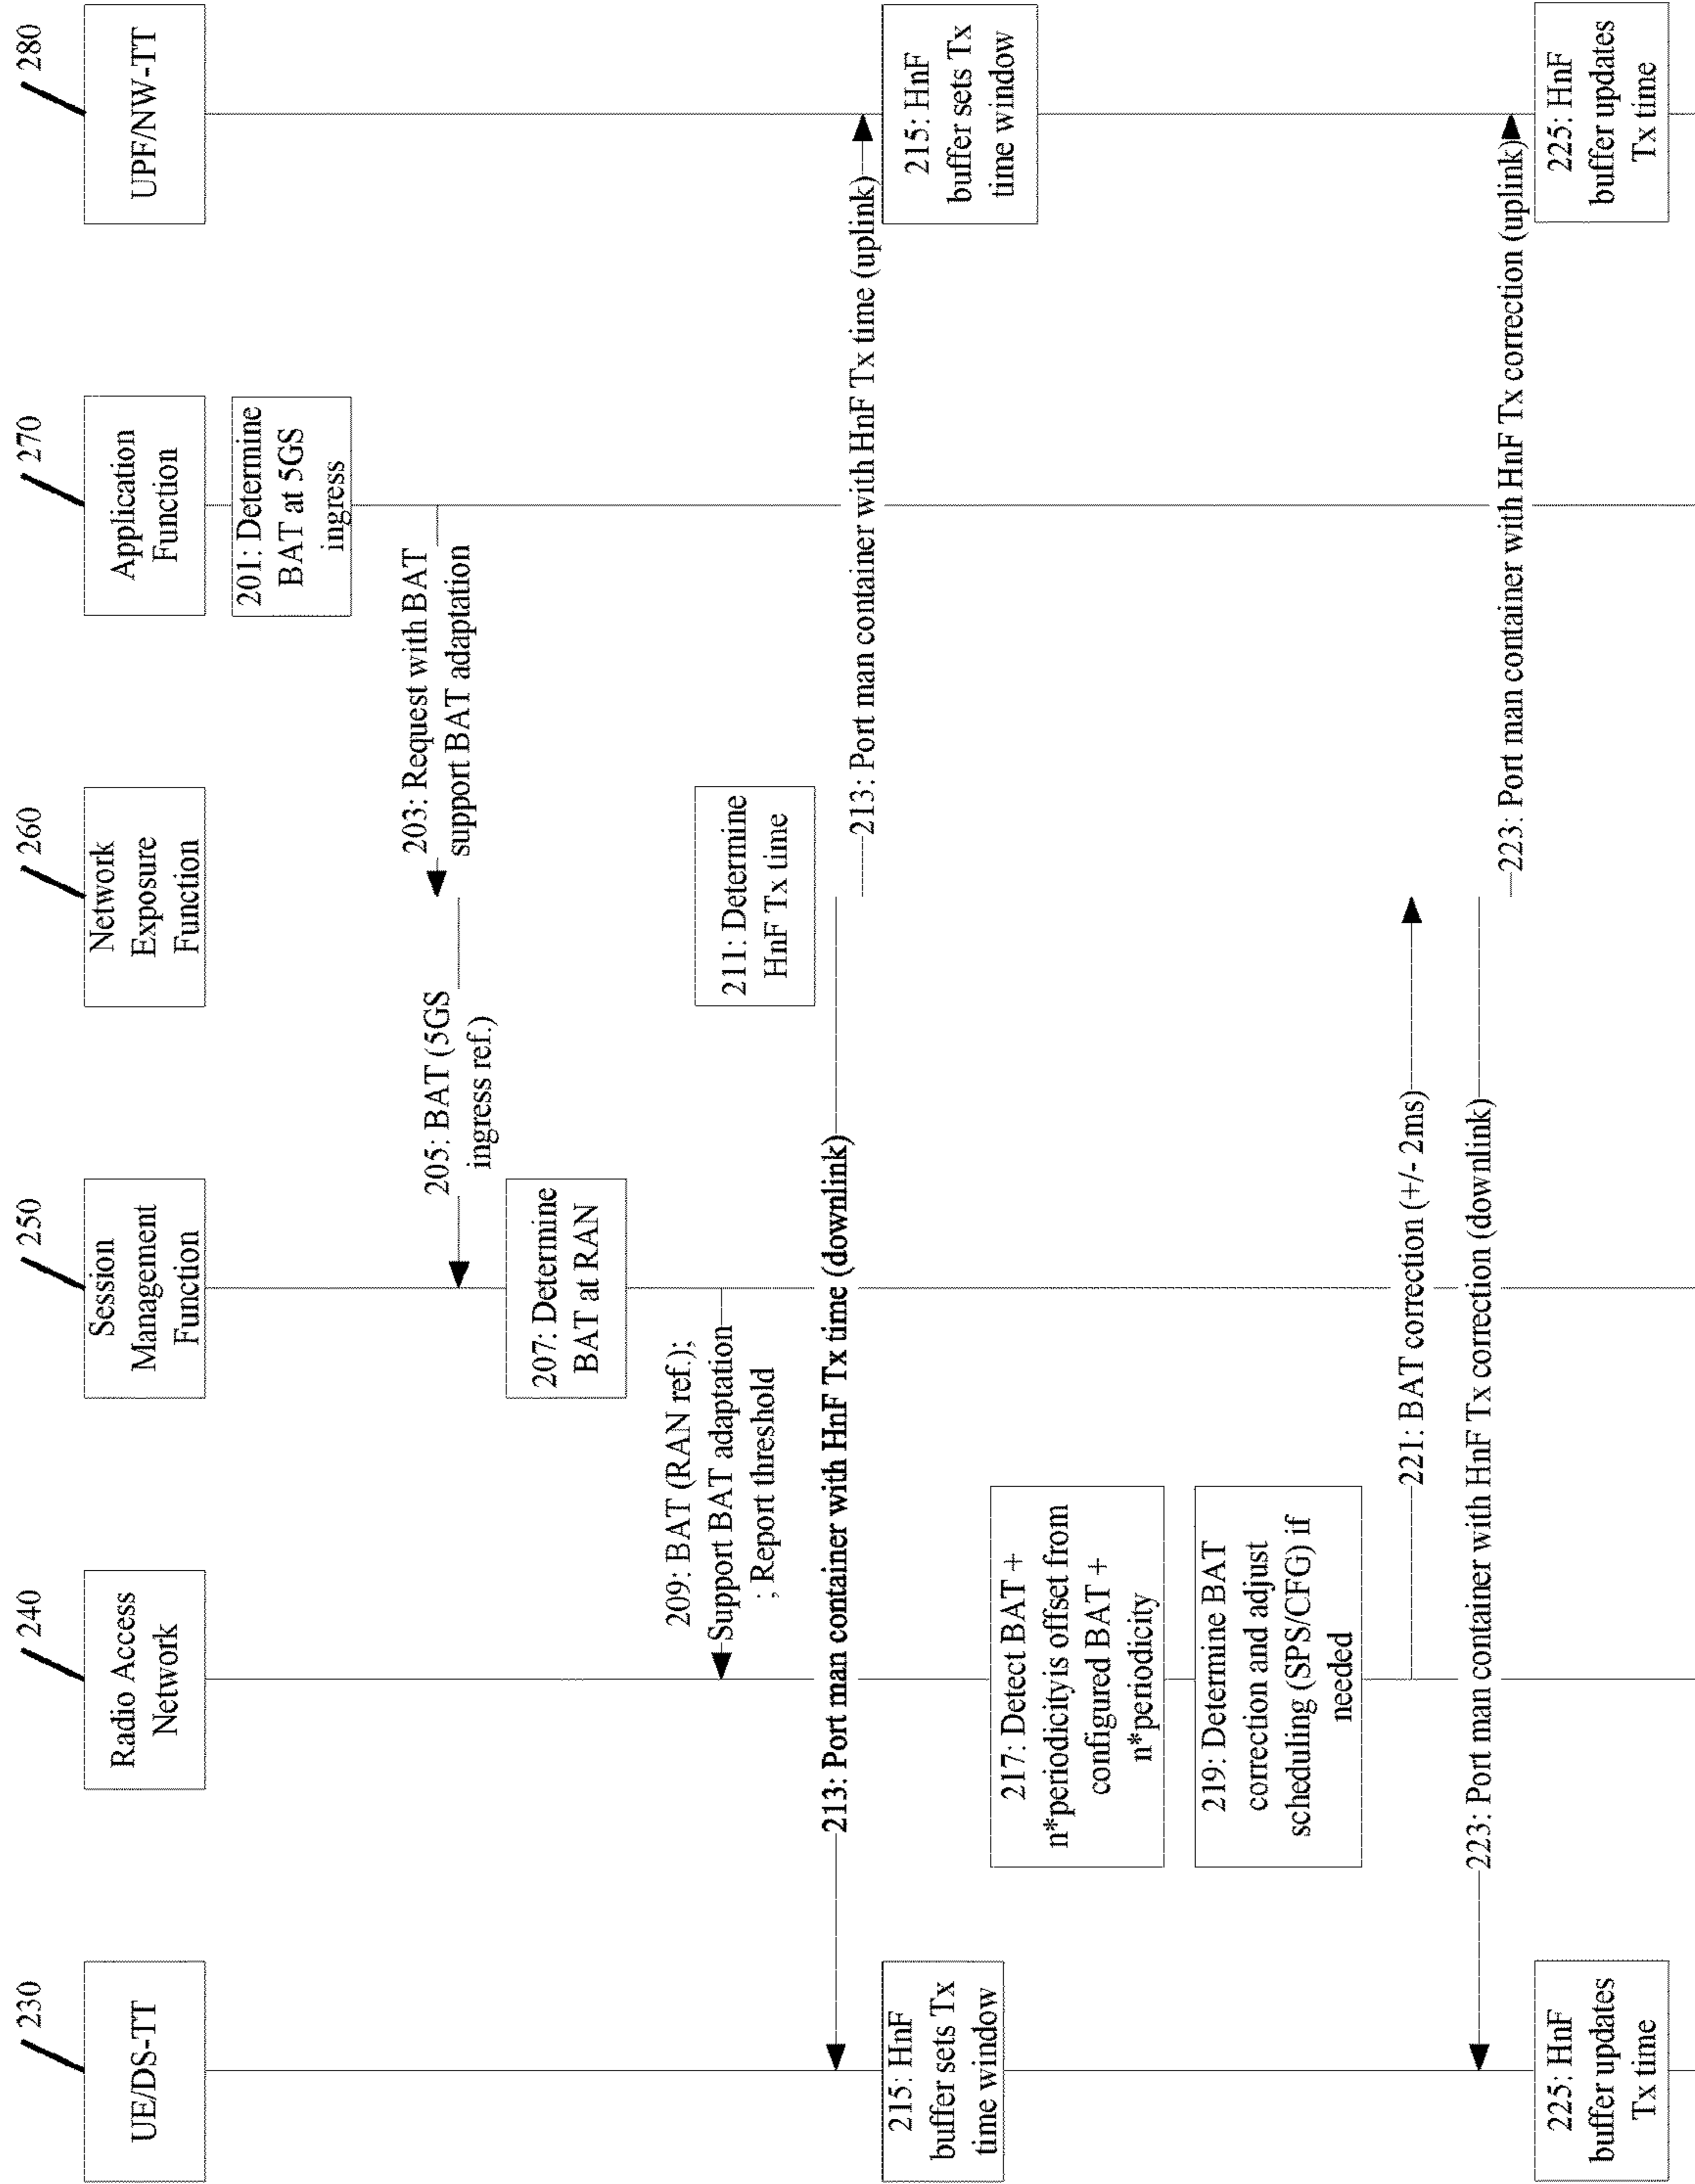 230
240
250
260
270
280
UE/DS-TT
Radio Access
Network
Session
Management
Function
Network
Exposure
Function
Application
Function
UPF/NW-TT
201: Determine
BAT at 5GS
ingress
203: Request with BAT
support BAT adaptation
205: BAT (5GS
ingress ref.)
207: Determine
BAT at RAN
209: BAT (RAN ref.);
Support BAT adaptation
; Report threshold
211: Determine
HnF Tx time
213: Port man container with HnF Tx time (downlink)
213: Port man container with HnF Tx time (uplink)
215: HnF
buffer sets Tx
time window
215: HnF
buffer sets Tx
time window
217: Detect BAT +
n*periodicity is offset from
configured BAT +
n*periodicity
219: Determine BAT
correction and adjust
scheduling (SPS/CFG) if
needed
221: BAT correction (+/- 2ms)
223: Port man container with HnF Tx correction (downlink)
223: Port man container with HnF Tx correction (uplink)
225: HnF
buffer updates
Tx time
225: HnF
buffer updates
Tx time